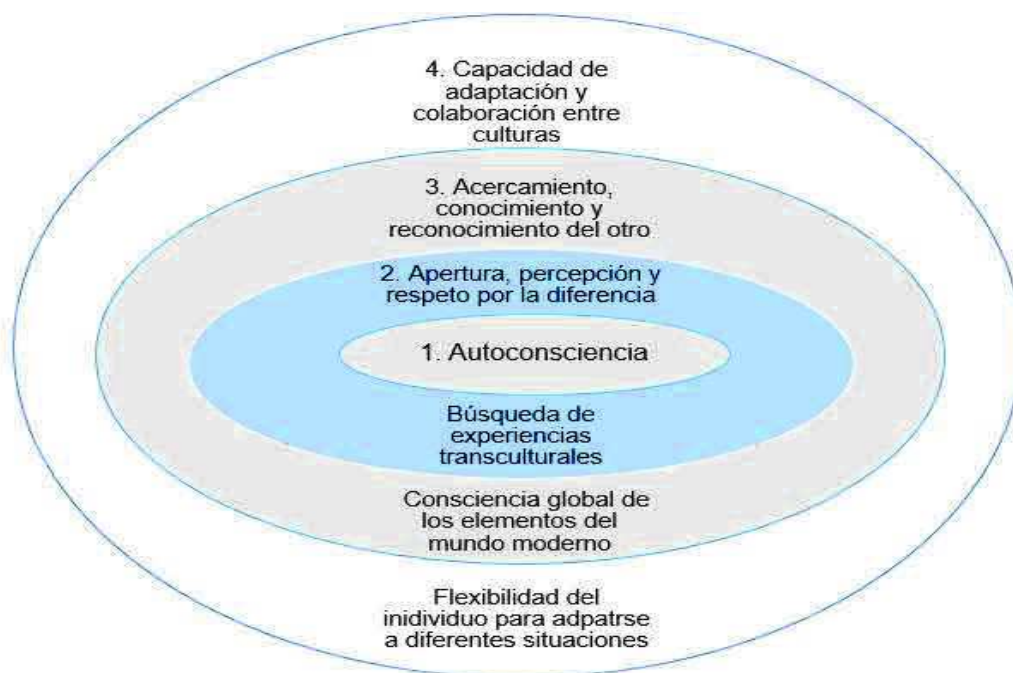 4. Capacidad de
adaptación y
colaboración entre
culturas
3. Acercamiento,
conocimiento y
reconocimiento del otro
2. Apertura, percepción y
respeto por la diferencia
1. Autoconsciencia
Búsqueda de
experiencias
transculturales
Consciencia global de
los elementos del
mundo moderno
Flexibilidad del
inidividuo para adpatrse
a diferentes situaciones